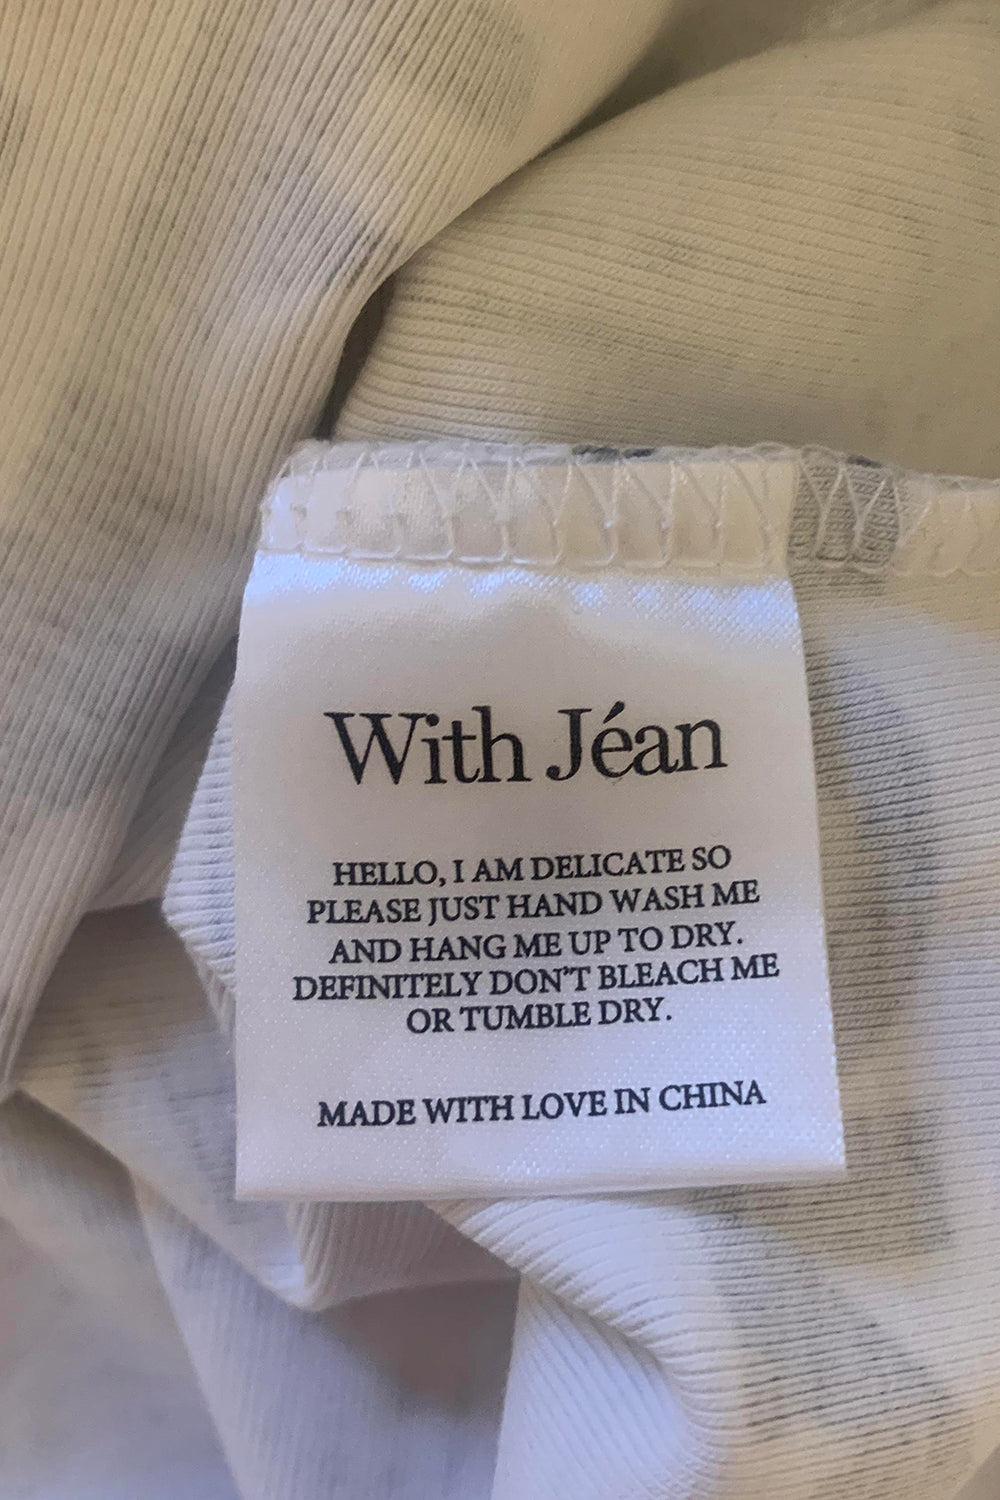 With Jéan
HELLO, I AM DELICATE SO
PLEASE JUST HAND WASH ME
AND HANG ME UP TO DRY.
DEFINITELY DON'T BLEACH ME
OR TUMBLE DRY.
MADE WITH LOVE IN CHINA